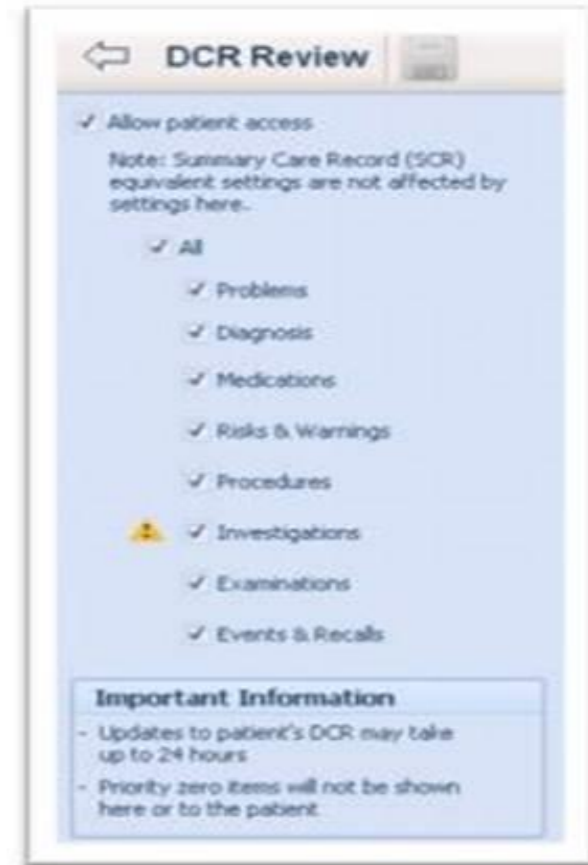 DCR Review
Allow patient access
Note: Summary Care Record (SCR)
equivalent settings are not affected by
settings here.
All
Problems
Diagnosis
Medications
Risks & Warnings
Procedures
Investigations
Examinations
Events & Recalls
Important Information
- Updates to patient's DCR may take
up to 24 hours
- Priority zero items will not be shown
here or to the patient